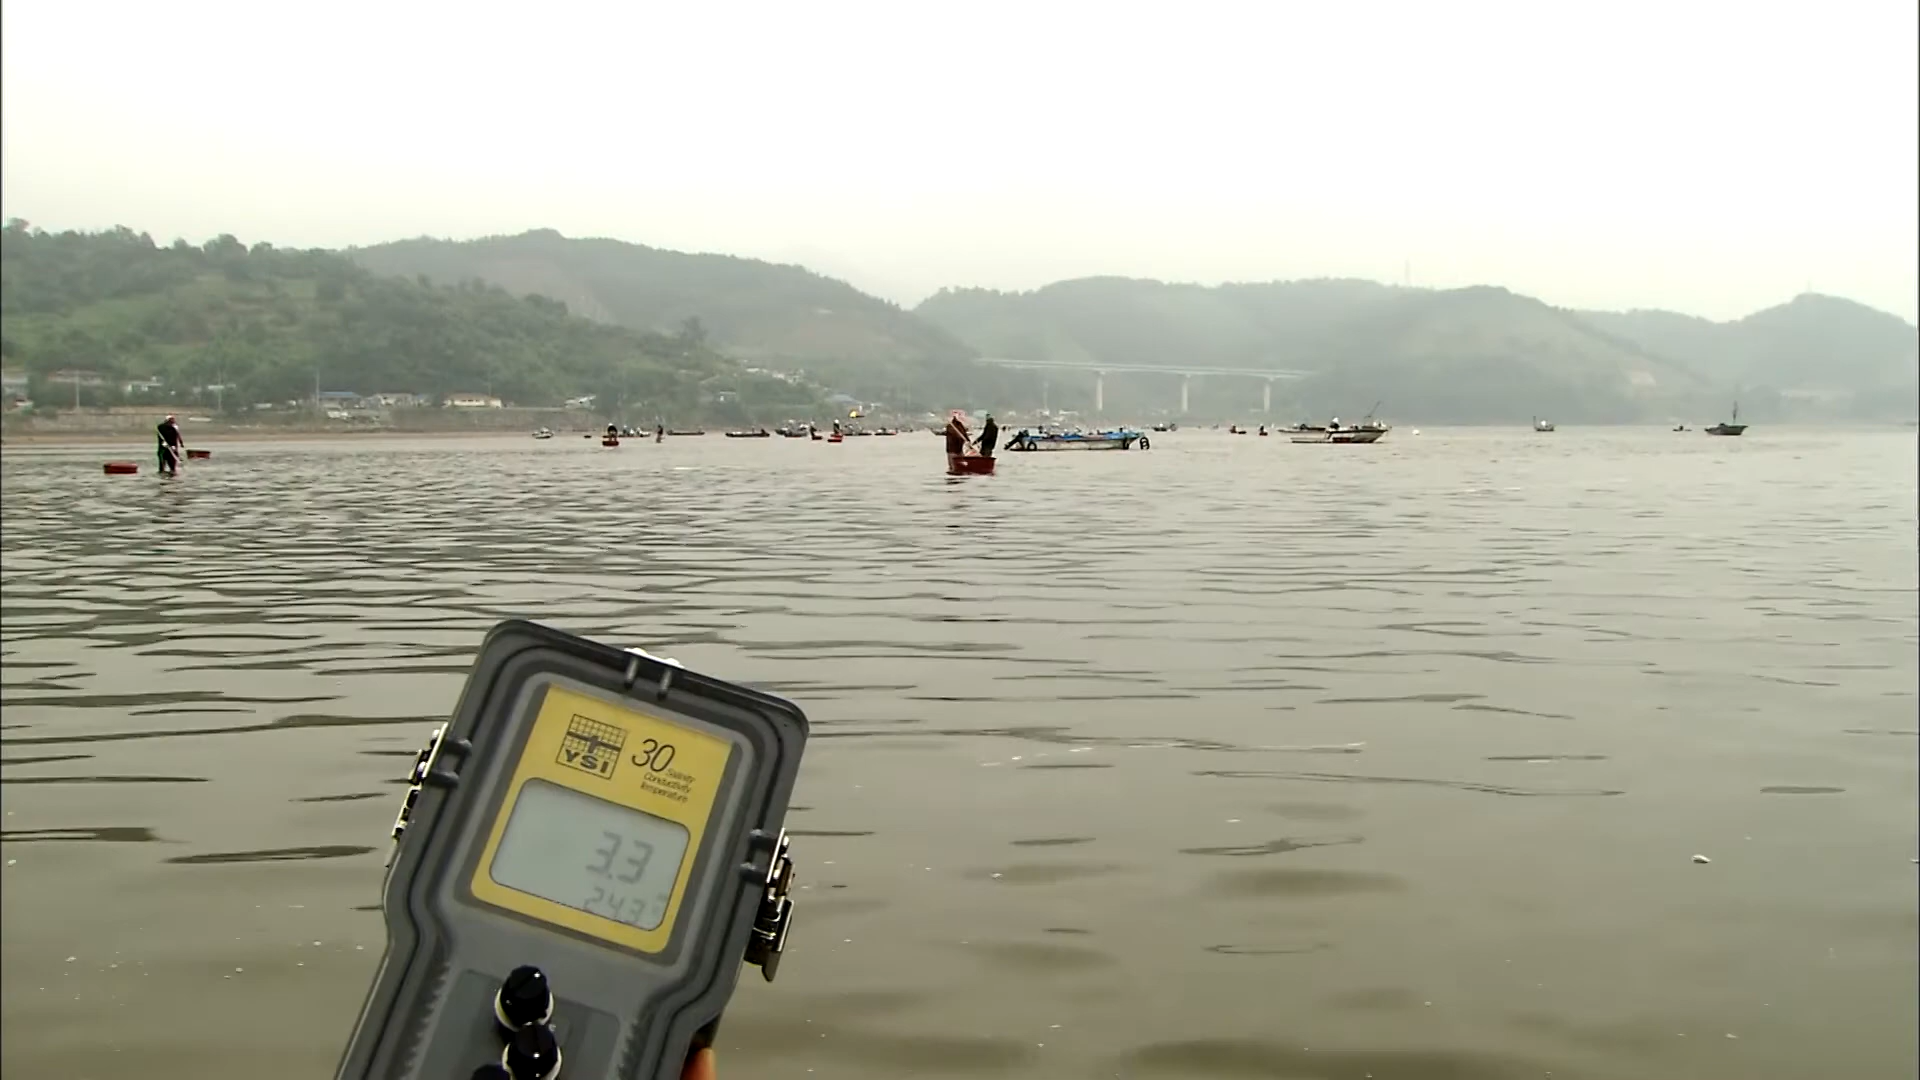 YSI
30
Salinity
Conductivity
Temperature
3.3
24.3